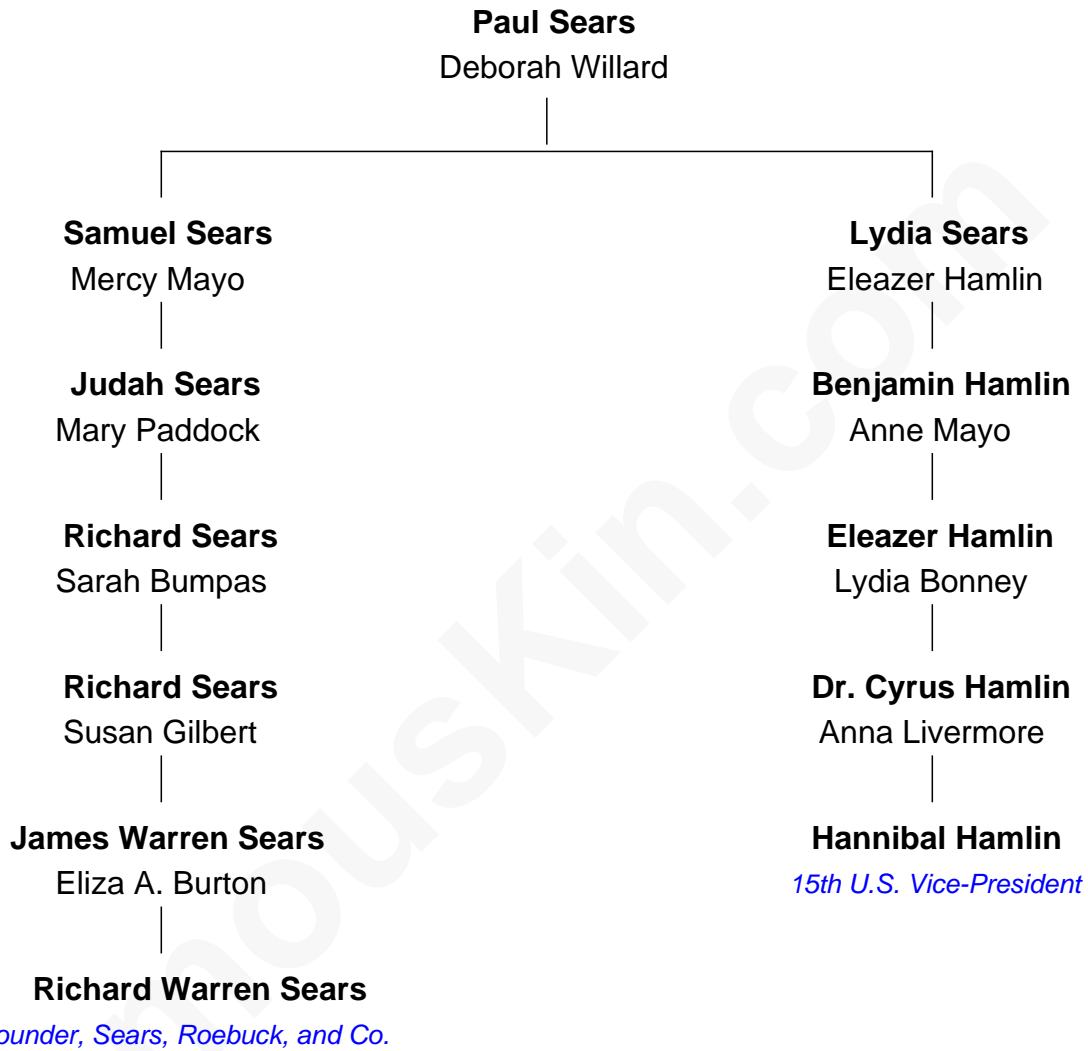 Paul Sears
Deborah Willard
Samuel Sears
Mercy Mayo
Lydia Sears
Eleazer Hamlin
Judah Sears
Mary Paddock
Benjamin Hamlin
Anne Mayo
Richard Sears
Sarah Bumpas
Eleazer Hamlin
Lydia Bonney
Richard Sears
Susan Gilbert
Dr. Cyrus Hamlin
Anna Livermore
James Warren Sears
Eliza A. Burton
Hannibal Hamlin
15th U.S. Vice-President
Richard Warren Sears
ounder, Sears, Roebuck, and Co.
mousKin.com